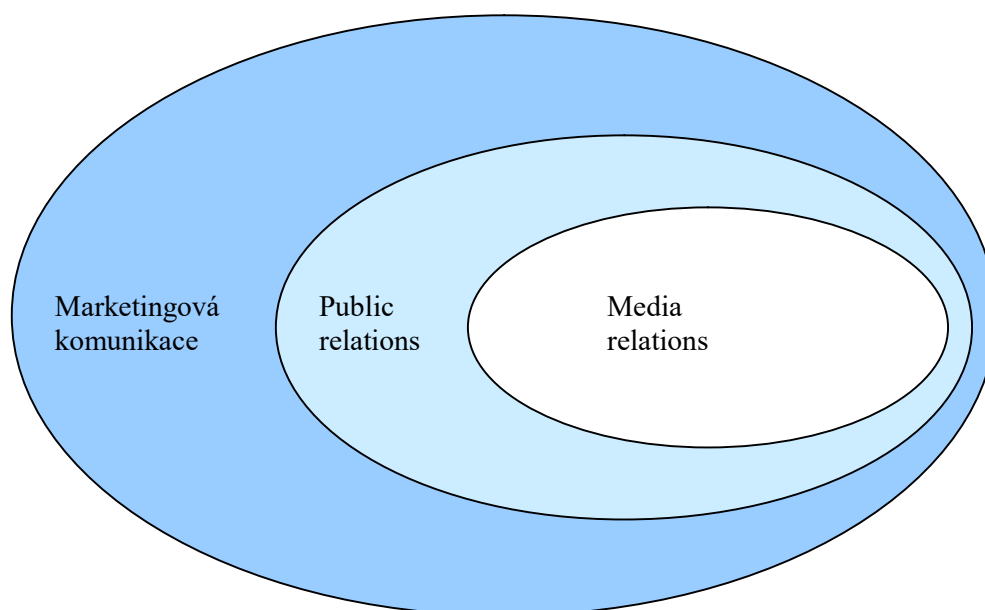 Marketingová
komunikace
Public
relations
Media
relations